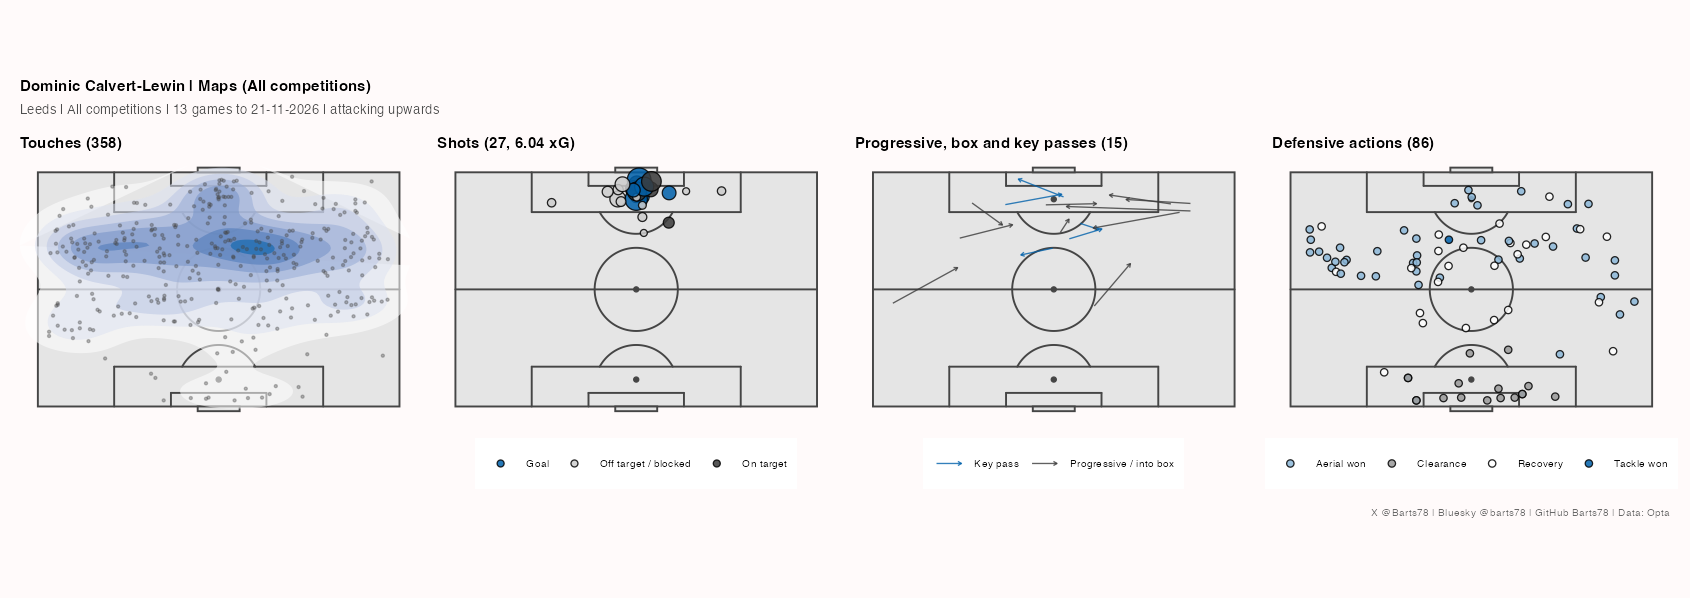 Dominic Calvert-Lewin | Maps (All competitions)
Leeds | All competitions | 13 games to 21-11-2026 | attacking upwards
Touches (358)
Shots (27, 6.04 xG)
Progressive, box and key passes (15)
Defensive actions (86)
Goal
Off target / blocked
On target
Key pass
Progressive / into box
Aerial won
Clearance
Recovery
Tackle won
X @Barts78 | Bluesky @barts78 | GitHub Barts78 | Data: Opta